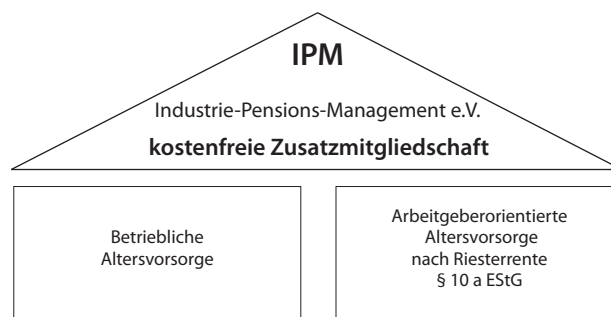 IPM
Industrie-Pensions-Management e.V.
kostenfreie Zusatzmitgliedschaft
Betriebliche
Altersvorsorge
Arbeitgeberorientierte
Altersvorsorge
nach Riesterrente
§ 10 a EStG